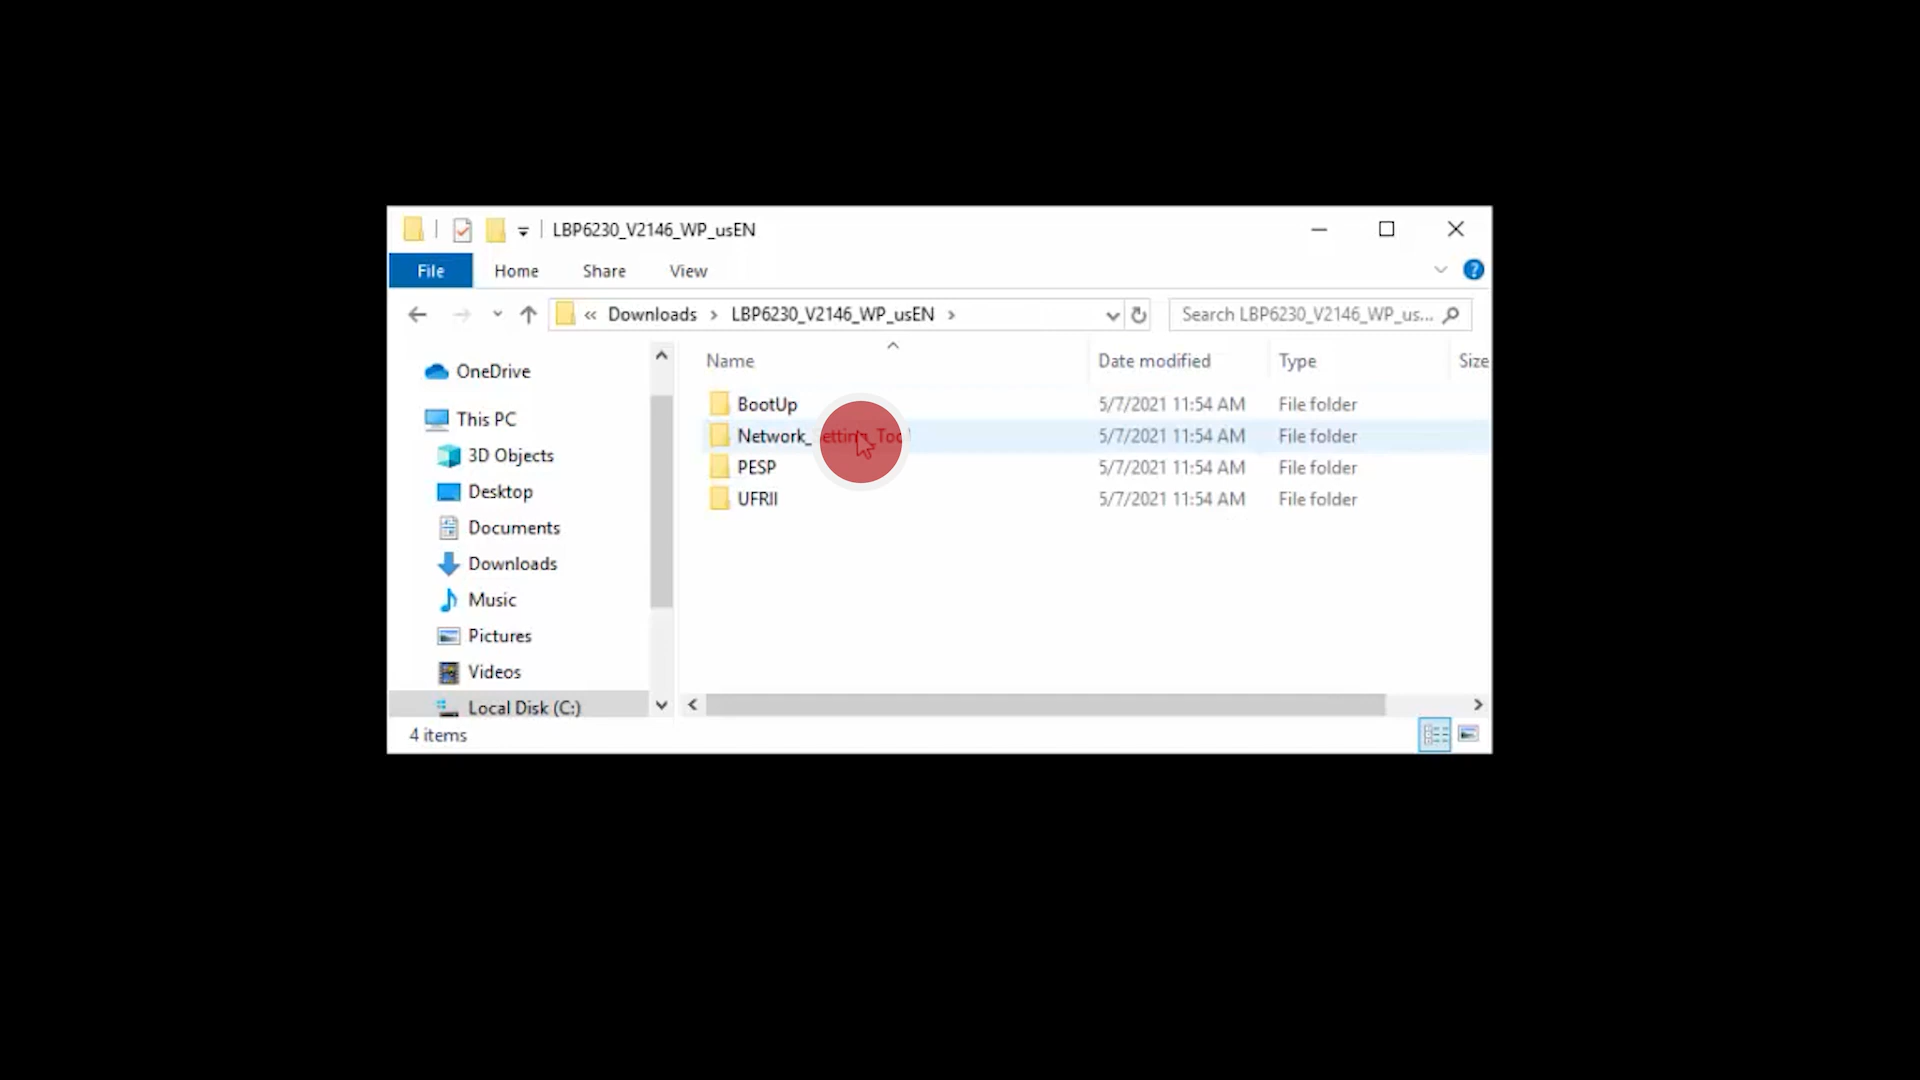 LBP6230_V2146_WP_usEN
File Home Share View
« Downloads > LBP6230_V2146_WP_usEN > Search LBP6230_V2146_WP_us...
Name Date modified Type Size
BootUp 5/7/2021 11:54 AM File folder
Network_Setting_Tool 5/7/2021 11:54 AM File folder
PESP 5/7/2021 11:54 AM File folder
UFRII 5/7/2021 11:54 AM File folder
OneDrive
This PC
3D Objects
Desktop
Documents
Downloads
Music
Pictures
Videos
Local Disk (C:)
4 items